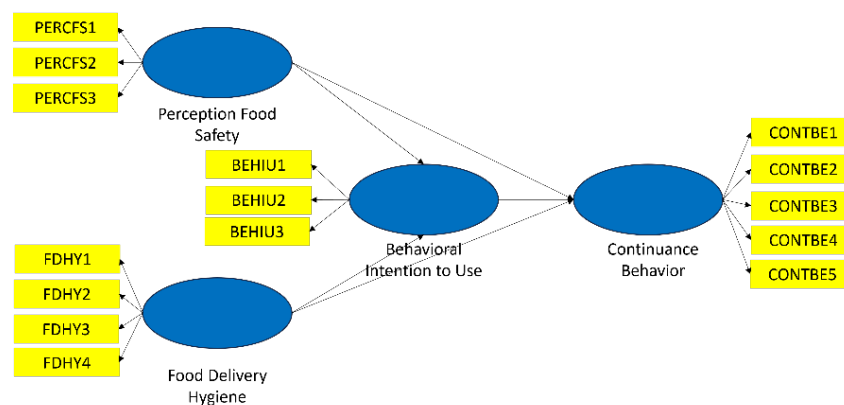 PERCFS1
PERCFS2
PERCFS3
Perception Food
Safety
BEHIU1
BEHIU2
BEHIU3
Behavioral
Intention to Use
CONTBE1
CONTBE2
CONTBE3
CONTBE4
CONTBE5
Continuance
Behavior
FDHY1
FDHY2
FDHY3
FDHY4
Food Delivery
Hygiene